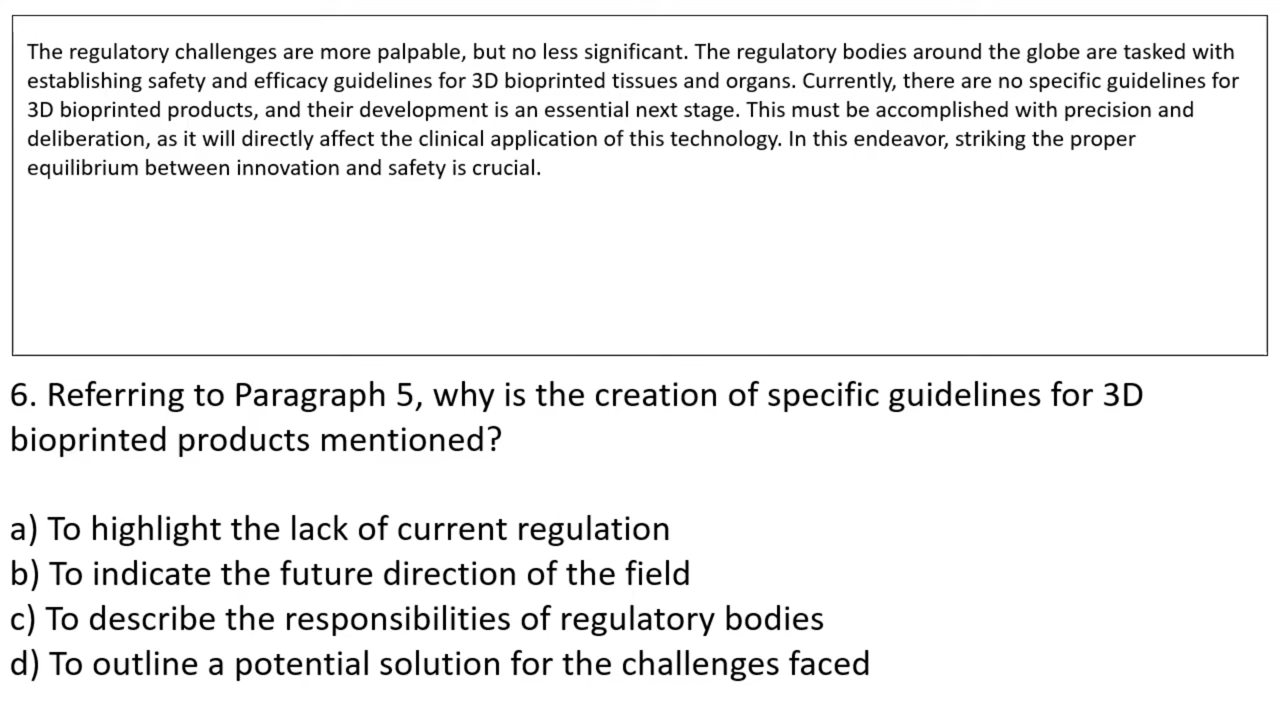 The regulatory challenges are more palpable, but no less significant. The regulatory bodies around the globe are tasked with
establishing safety and efficacy guidelines for 3D bioprinted tissues and organs. Currently, there are no specific guidelines for
3D bioprinted products, and their development is an essential next stage. This must be accomplished with precision and
deliberation, as it will directly affect the clinical application of this technology. In this endeavor, striking the proper
equilibrium between innovation and safety is crucial.
6. Referring to Paragraph 5, why is the creation of specific guidelines for 3D
bioprinted products mentioned?
a) To highlight the lack of current regulation
b) To indicate the future direction of the field
c) To describe the responsibilities of regulatory bodies
d) To outline a potential solution for the challenges faced